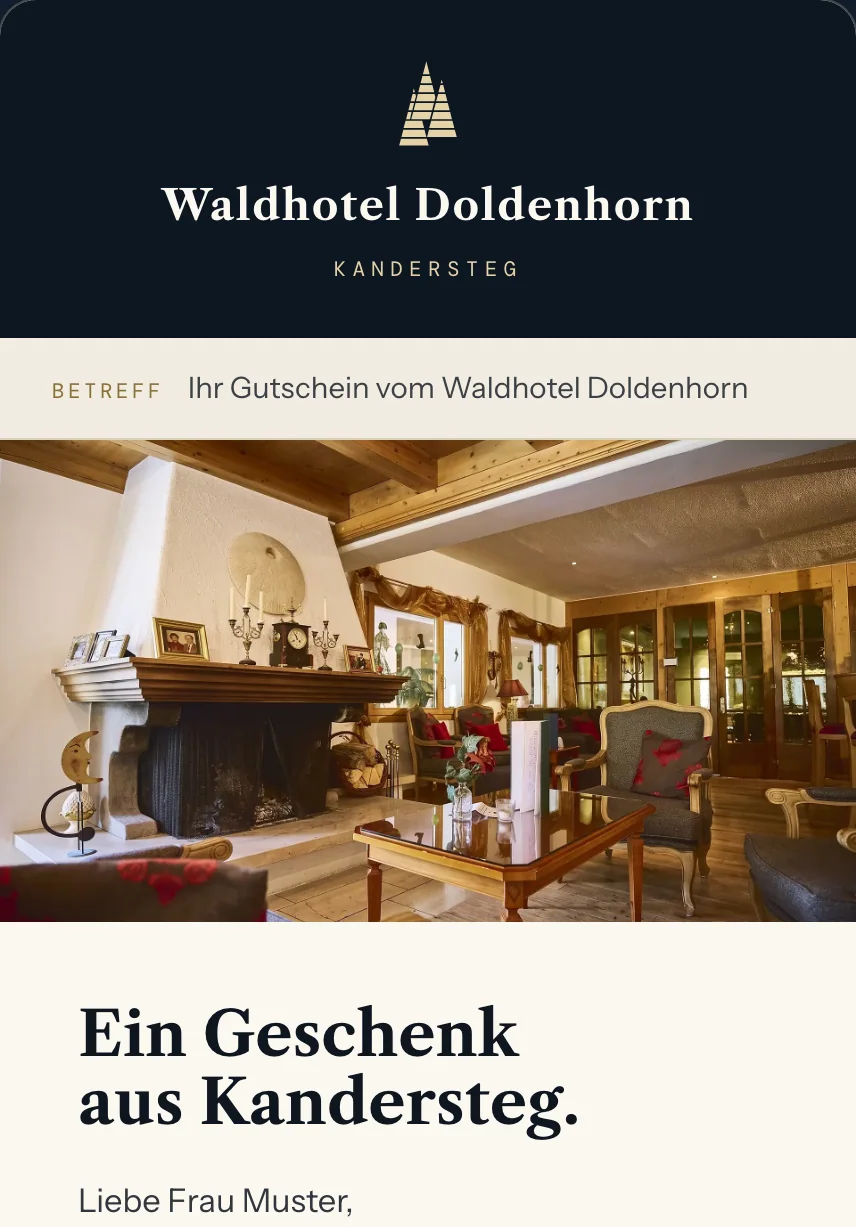 Waldhotel Doldenhorn
KANDERSTEG
BETREFF Ihr Gutschein vom Waldhotel Doldenhorn
Ein Geschenk
aus Kandersteg.
Liebe Frau Muster,